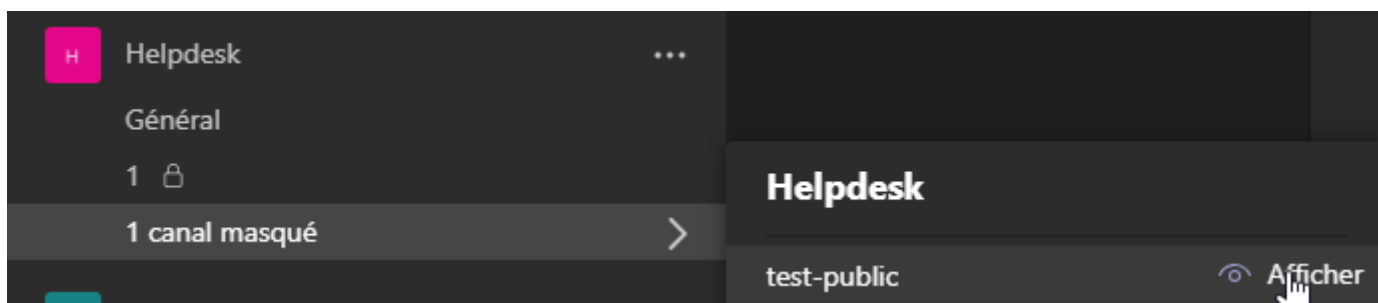 H Helpdesk ...
Général
1
1 canal masqué
Helpdesk
test-public Afficher